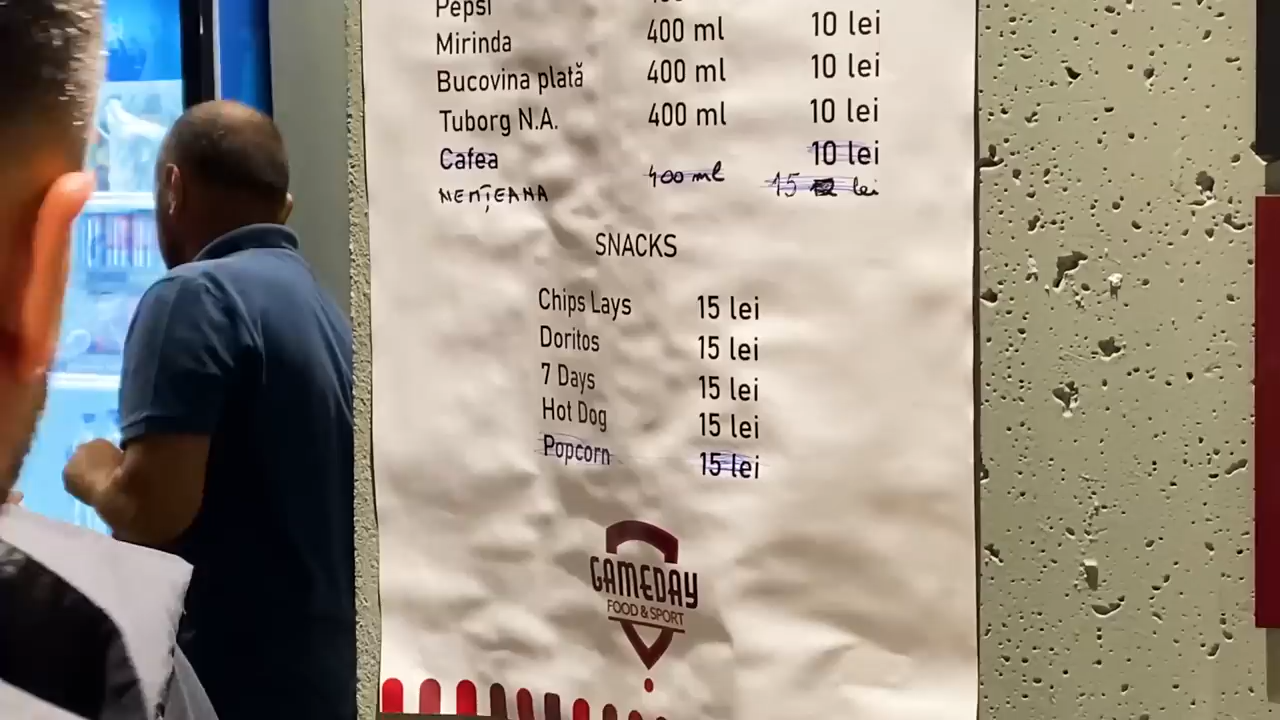 Pepsi
Mirinda 400 ml 10 lei
Bucovina plată 400 ml 10 lei
Tuborg N.A. 400 ml 10 lei
Cafea 10 lei
NEMȚEANA 400 ml 15 lei
SNACKS
Chips Lays 15 lei
Doritos 15 lei
7 Days 15 lei
Hot Dog 15 lei
Popcorn 15 lei
GAMEDAY
FOOD & SPORT